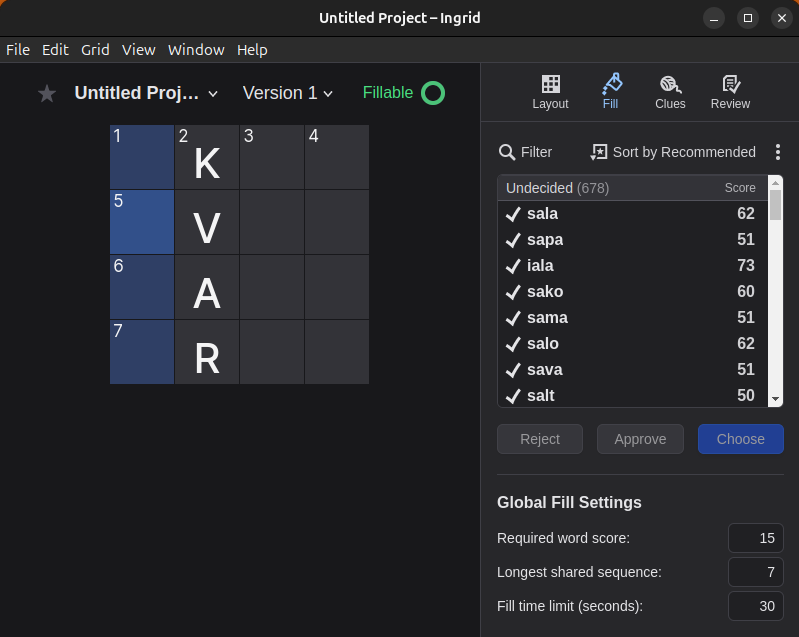 Untitled Project – Ingrid
File Edit Grid View Window Help
Untitled Proj... Version 1 Fillable
1 2 3 4
K
5
V
6
A
7
R
Layout Fill Clues Review
Filter Sort by Recommended
Undecided (678) Score
sala 62
sapa 51
iala 73
sako 60
sama 51
salo 62
sava 51
salt 50
Reject Approve Choose
Global Fill Settings
Required word score: 15
Longest shared sequence: 7
Fill time limit (seconds): 30